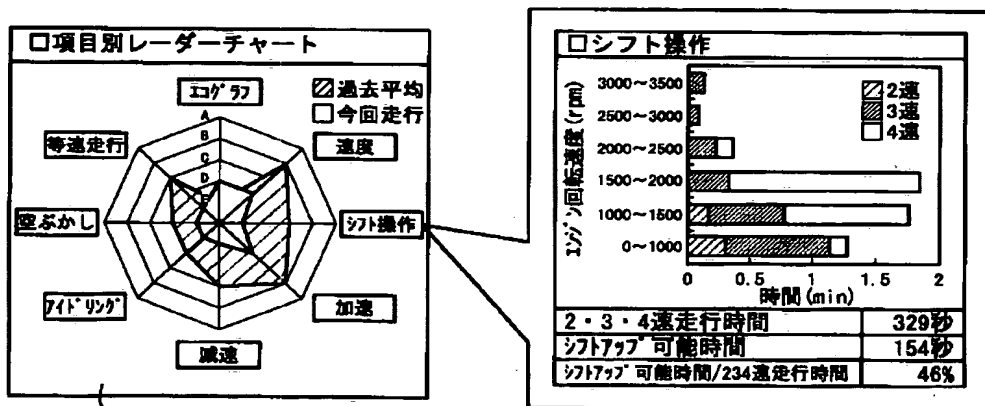 □項目別レーダーチャート
エコグラフ
過去平均
今回走行
A
B
C
D
E
等速走行
速度
空ぶかし
シフト操作
アイドリング
加速
減速
□シフト操作
エンジン回転速度(rpm)
3000～3500
2500～3000
2000～2500
1500～2000
1000～1500
0～1000
2速
3速
4速
0 0.5 1 1.5 2
時間(min)
2・3・4速走行時間 329秒
シフトアップ可能時間 154秒
シフトアップ可能時間/234速走行時間 46%